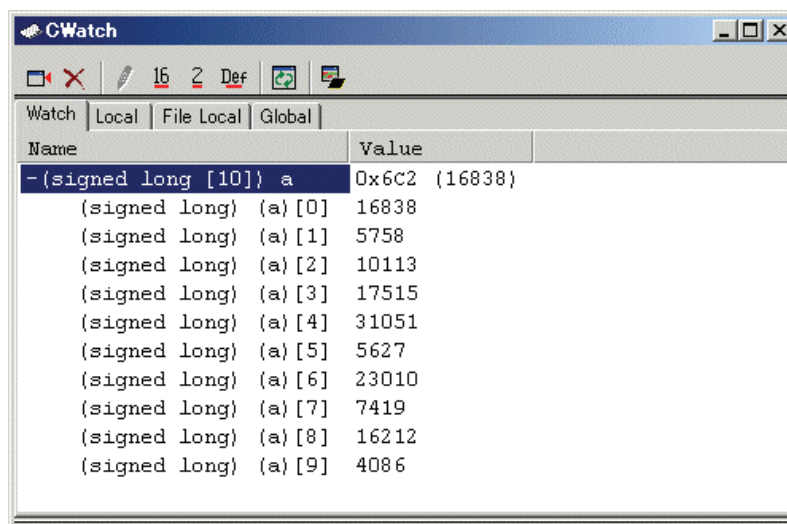 CWatch
16 2 Def
Watch Local File Local Global
Name Value
-(signed long [10]) a 0x6C2 (16838)
(signed long) (a)[0] 16838
(signed long) (a)[1] 5758
(signed long) (a)[2] 10113
(signed long) (a)[3] 17515
(signed long) (a)[4] 31051
(signed long) (a)[5] 5627
(signed long) (a)[6] 23010
(signed long) (a)[7] 7419
(signed long) (a)[8] 16212
(signed long) (a)[9] 4086